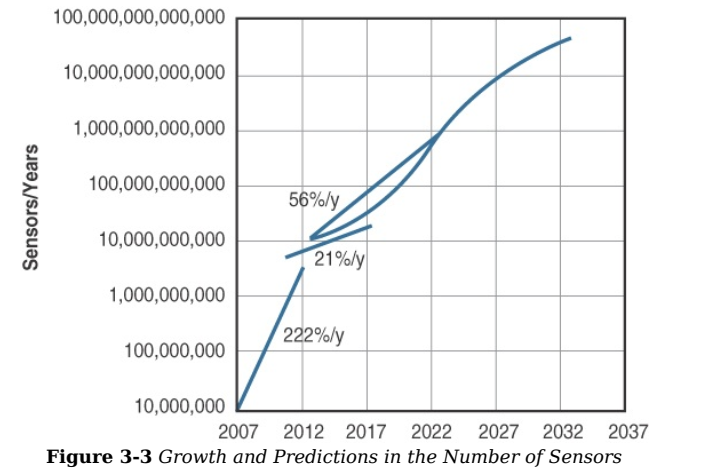 100,000,000,000,000
10,000,000,000,000
1,000,000,000,000
100,000,000,000
10,000,000,000
1,000,000,000
100,000,000
10,000,000
Sensors/Years
56%/y
21%/y
222%/y
2007 2012 2017 2022 2027 2032 2037
Figure 3-3 Growth and Predictions in the Number of Sensors